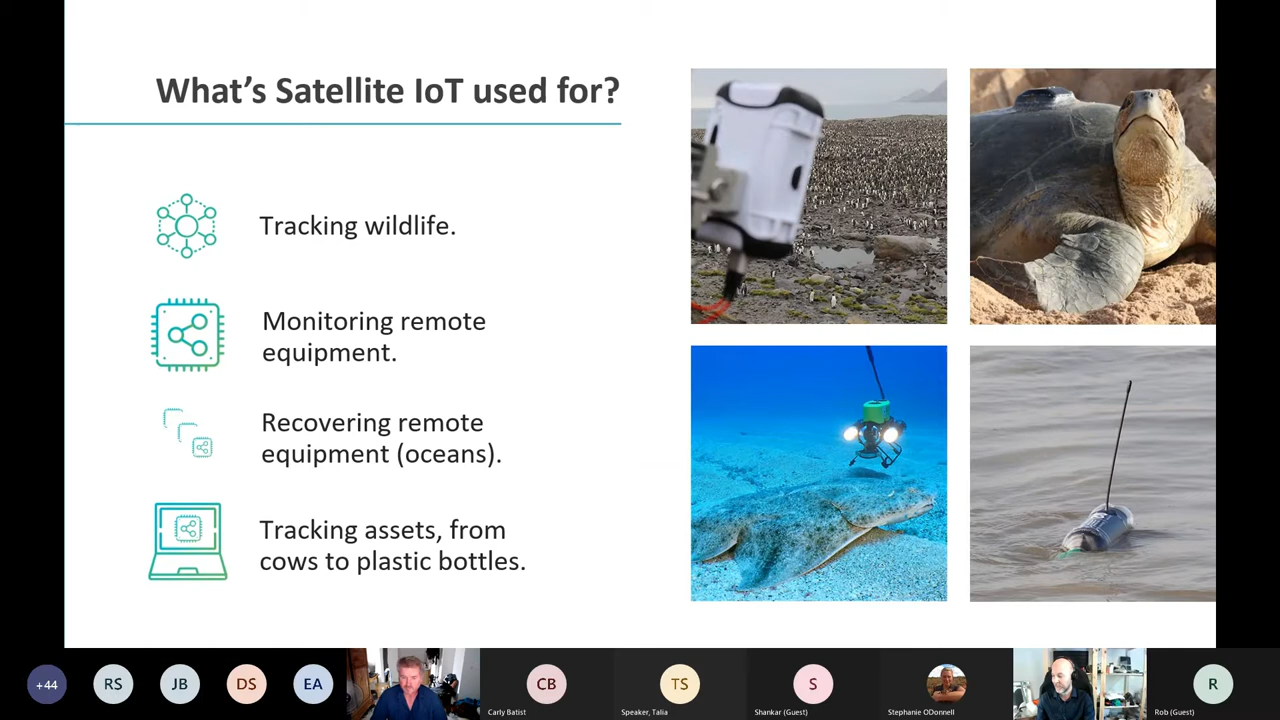 What's Satellite IoT used for?
Tracking wildlife.
Monitoring remote
equipment.
Recovering remote
equipment (oceans).
Tracking assets, from
cows to plastic bottles.
+44
RS
JB
DS
EA
CB
Carly Batist
TS
Speaker, Talia
S
Shankar (Guest)
Stephanie ODonnell
R
Rob (Guest)